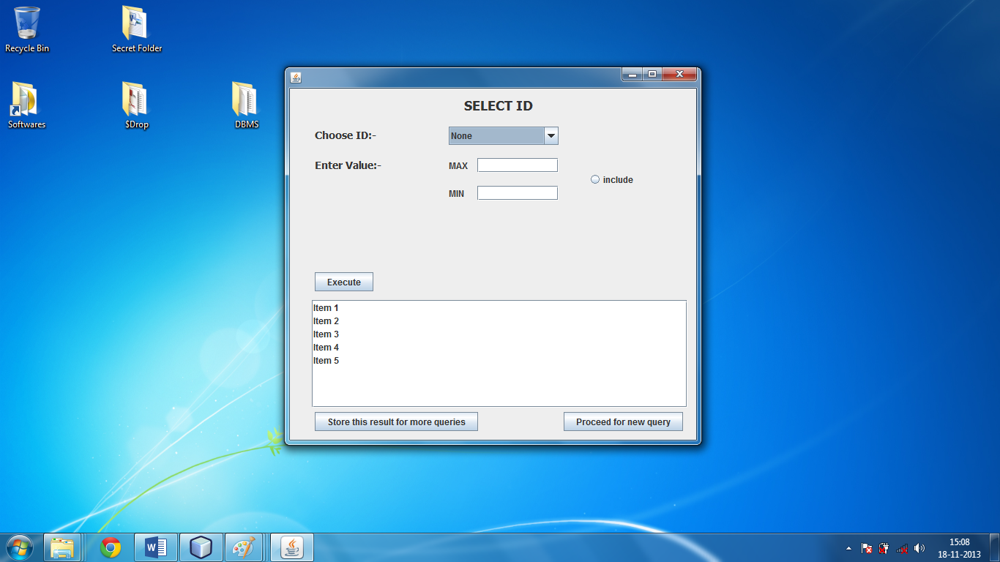 Recycle Bin
Secret Folder
Softwares
$Drop
DBMS
SELECT ID
Choose ID:-
None
Enter Value:-
MAX
include
MIN
Execute
Item 1
Item 2
Item 3
Item 4
Item 5
Store this result for more queries
Proceed for new query
15:08
18-11-2013